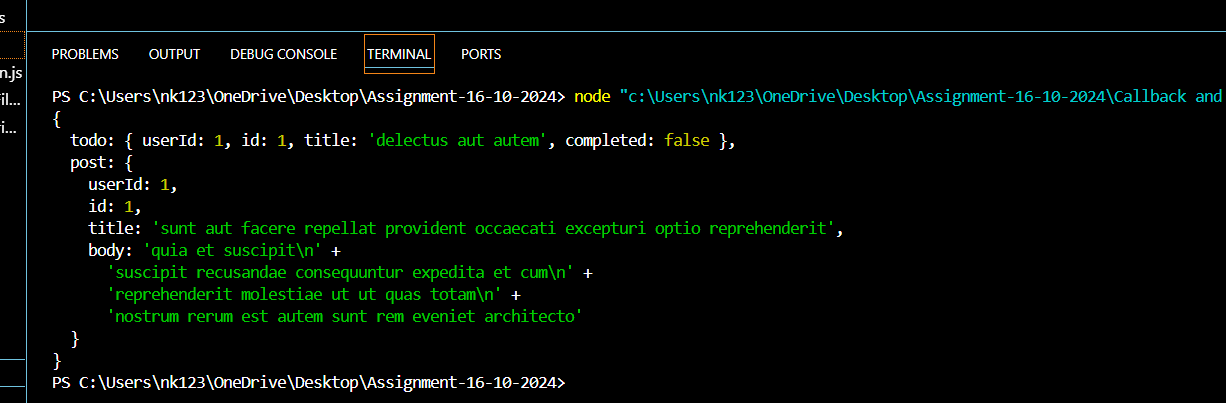 s
n.js
il...
ri...
PROBLEMS OUTPUT DEBUG CONSOLE TERMINAL PORTS
PS C:\Users\nk123\OneDrive\Desktop\Assignment-16-10-2024> node "c:\Users\nk123\OneDrive\Desktop\Assignment-16-10-2024\Callback and
{
  todo: { userId: 1, id: 1, title: 'delectus aut autem', completed: false },
  post: {
    userId: 1,
    id: 1,
    title: 'sunt aut facere repellat provident occaecati excepturi optio reprehenderit',
    body: 'quia et suscipit\n' +
      'suscipit recusandae consequuntur expedita et cum\n' +
      'reprehenderit molestiae ut ut quas totam\n' +
      'nostrum rerum est autem sunt rem eveniet architecto'
  }
}
PS C:\Users\nk123\OneDrive\Desktop\Assignment-16-10-2024>